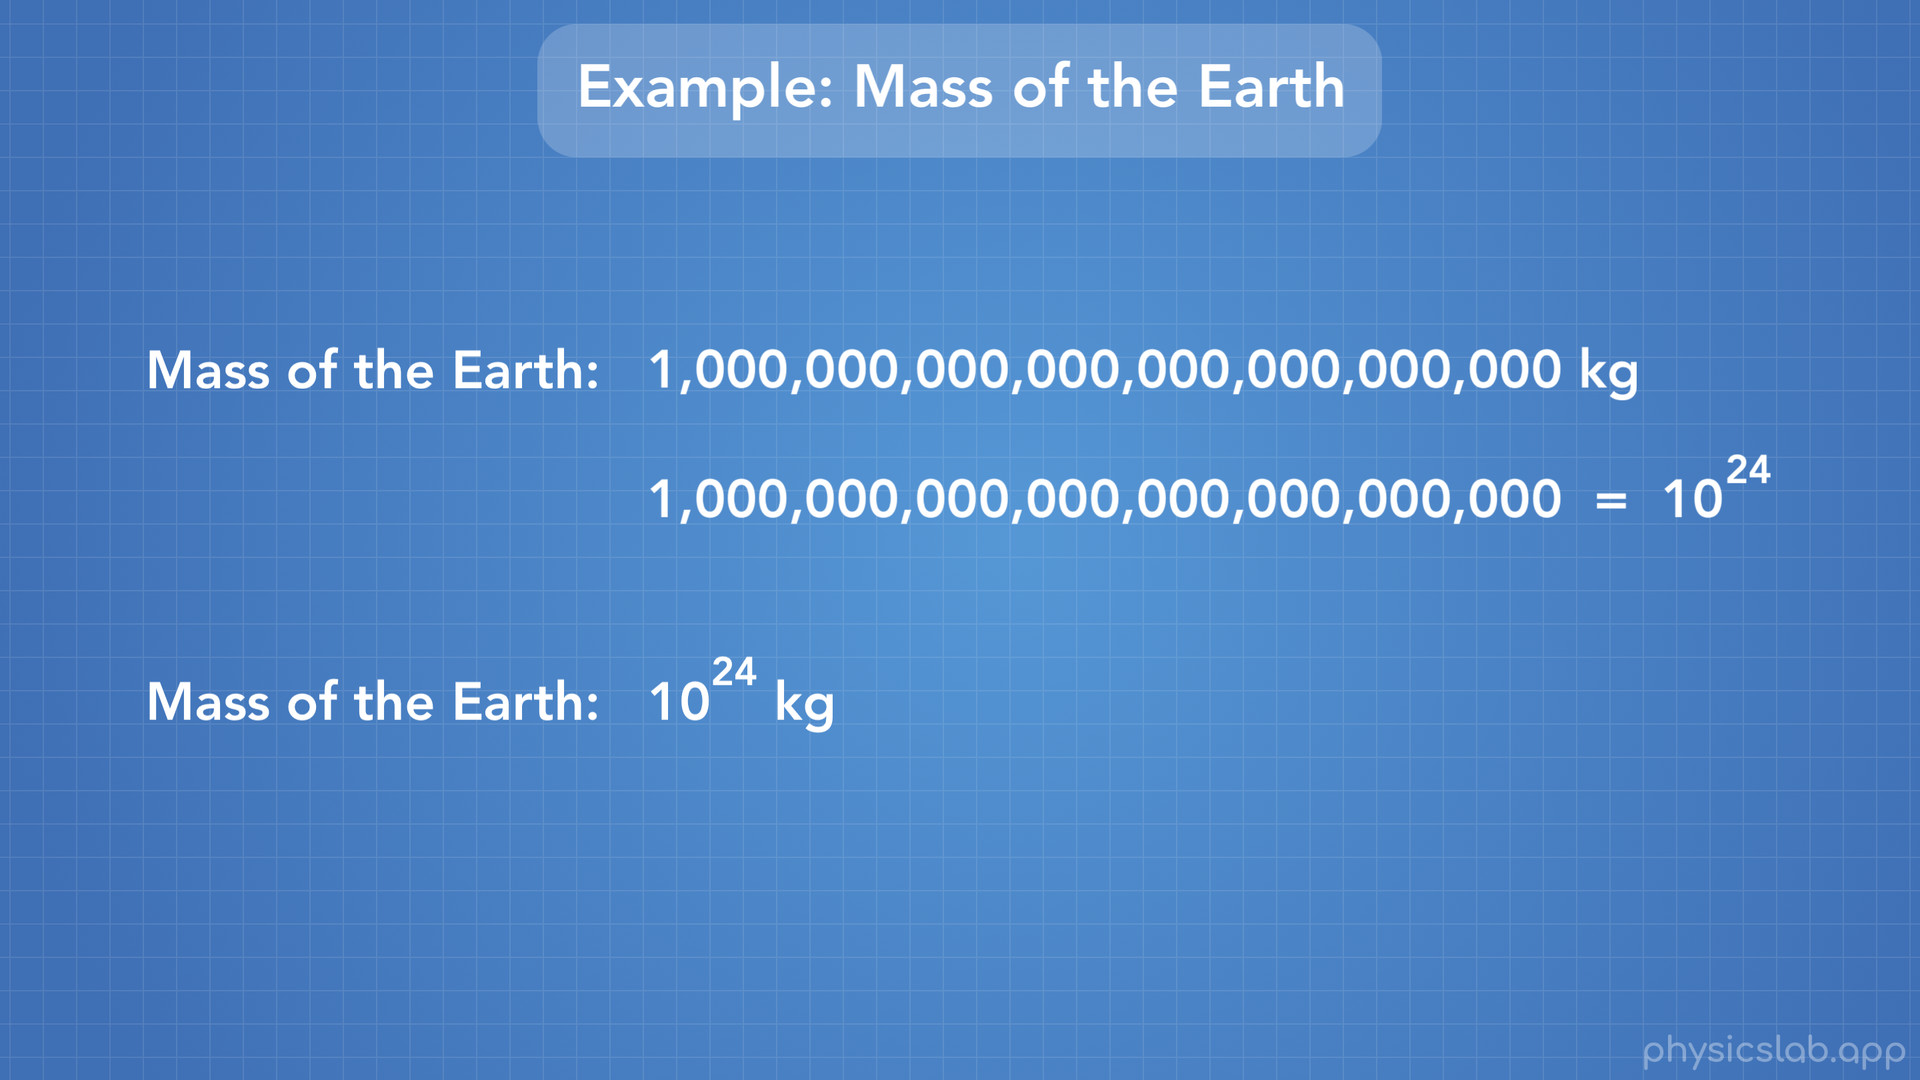 Example: Mass of the Earth
Mass of the Earth: 1,000,000,000,000,000,000,000,000 kg
1,000,000,000,000,000,000,000,000 = 10²⁴
Mass of the Earth: 10²⁴ kg
physicslab.app